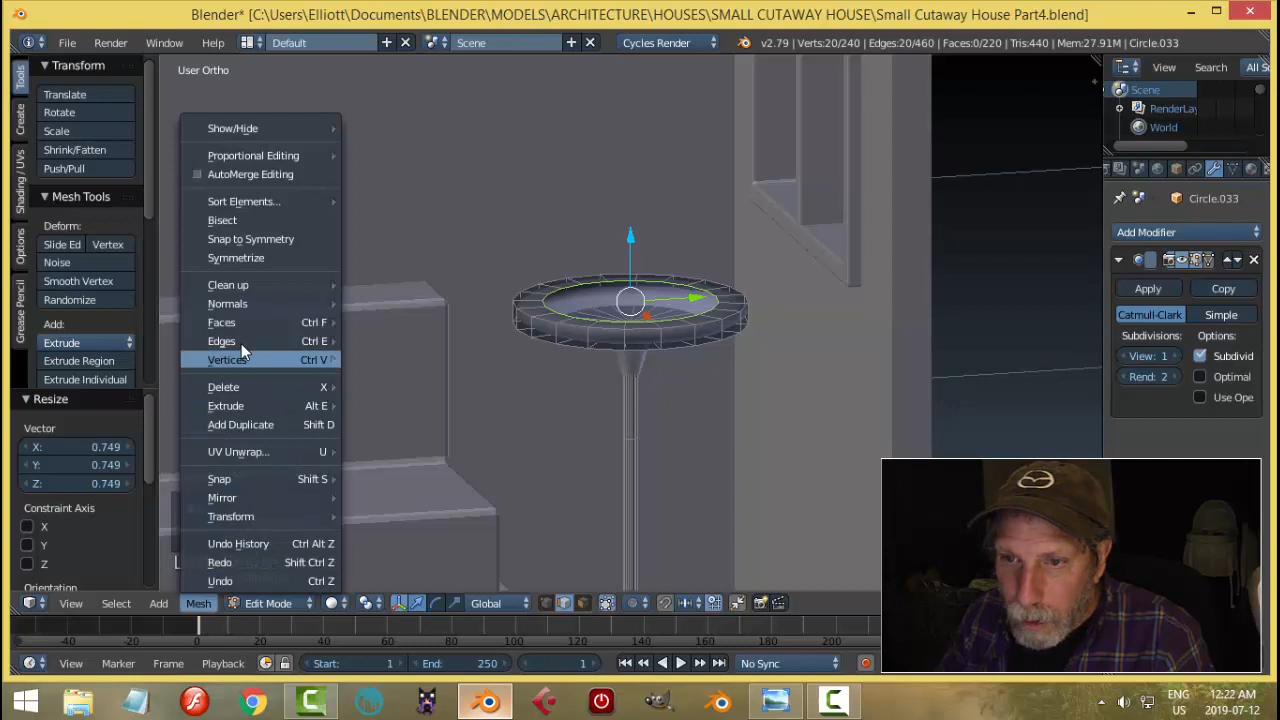 Blender* [C:\Users\Elliott\Documents\BLENDER\MODELS\ARCHITECTURE\HOUSES\SMALL CUTAWAY HOUSE\Small Cutaway House Part4.blend]
File Render Window Help Default Scene Cycles Render v2.79 | Verts:20/240 | Edges:20/460 | Faces:0/220 | Tris:440 | Mem:27.91M | Circle.033
Transform
User Ortho
View Search All S
Tools
Translate
Scene
Rotate
RenderLay
Create
Scale
World
Shrink/Fatten
Push/Pull
Shading / UVs
Mesh Tools
Circle.033
Deform:
Add Modifier
Options
Slide Ed Vertex
Noise
Smooth Vertex
Apply Copy
Grease Pencil
Randomize
Catmull-Clark Simple
Add:
Subdivisions: Options:
Extrude
View: 1 Subdivid
Extrude Region
Rend: 2 Optimal
Extrude Individual
Use Ope
Resize
Vector
X: 0.749
Y: 0.749
Z: 0.749
Constraint Axis
X
Y
Z
Orientation
Show/Hide
Proportional Editing
AutoMerge Editing
Sort Elements...
Bisect
Snap to Symmetry
Symmetrize
Clean up
Normals
Faces Ctrl F
Edges Ctrl E
Vertices Ctrl V
Delete X
Extrude Alt E
Add Duplicate Shift D
UV Unwrap... U
Snap Shift S
Mirror
Transform
Undo History Ctrl Alt Z
Redo Shift Ctrl Z
Undo Ctrl Z
View Select Add Mesh Edit Mode Global
-40 -20 0 20 40 60 80 100 120 140 160 180 200
View Marker Frame Playback Start: 1 End: 250 1 No Sync
ENG 12:22 AM
US 2019-07-12